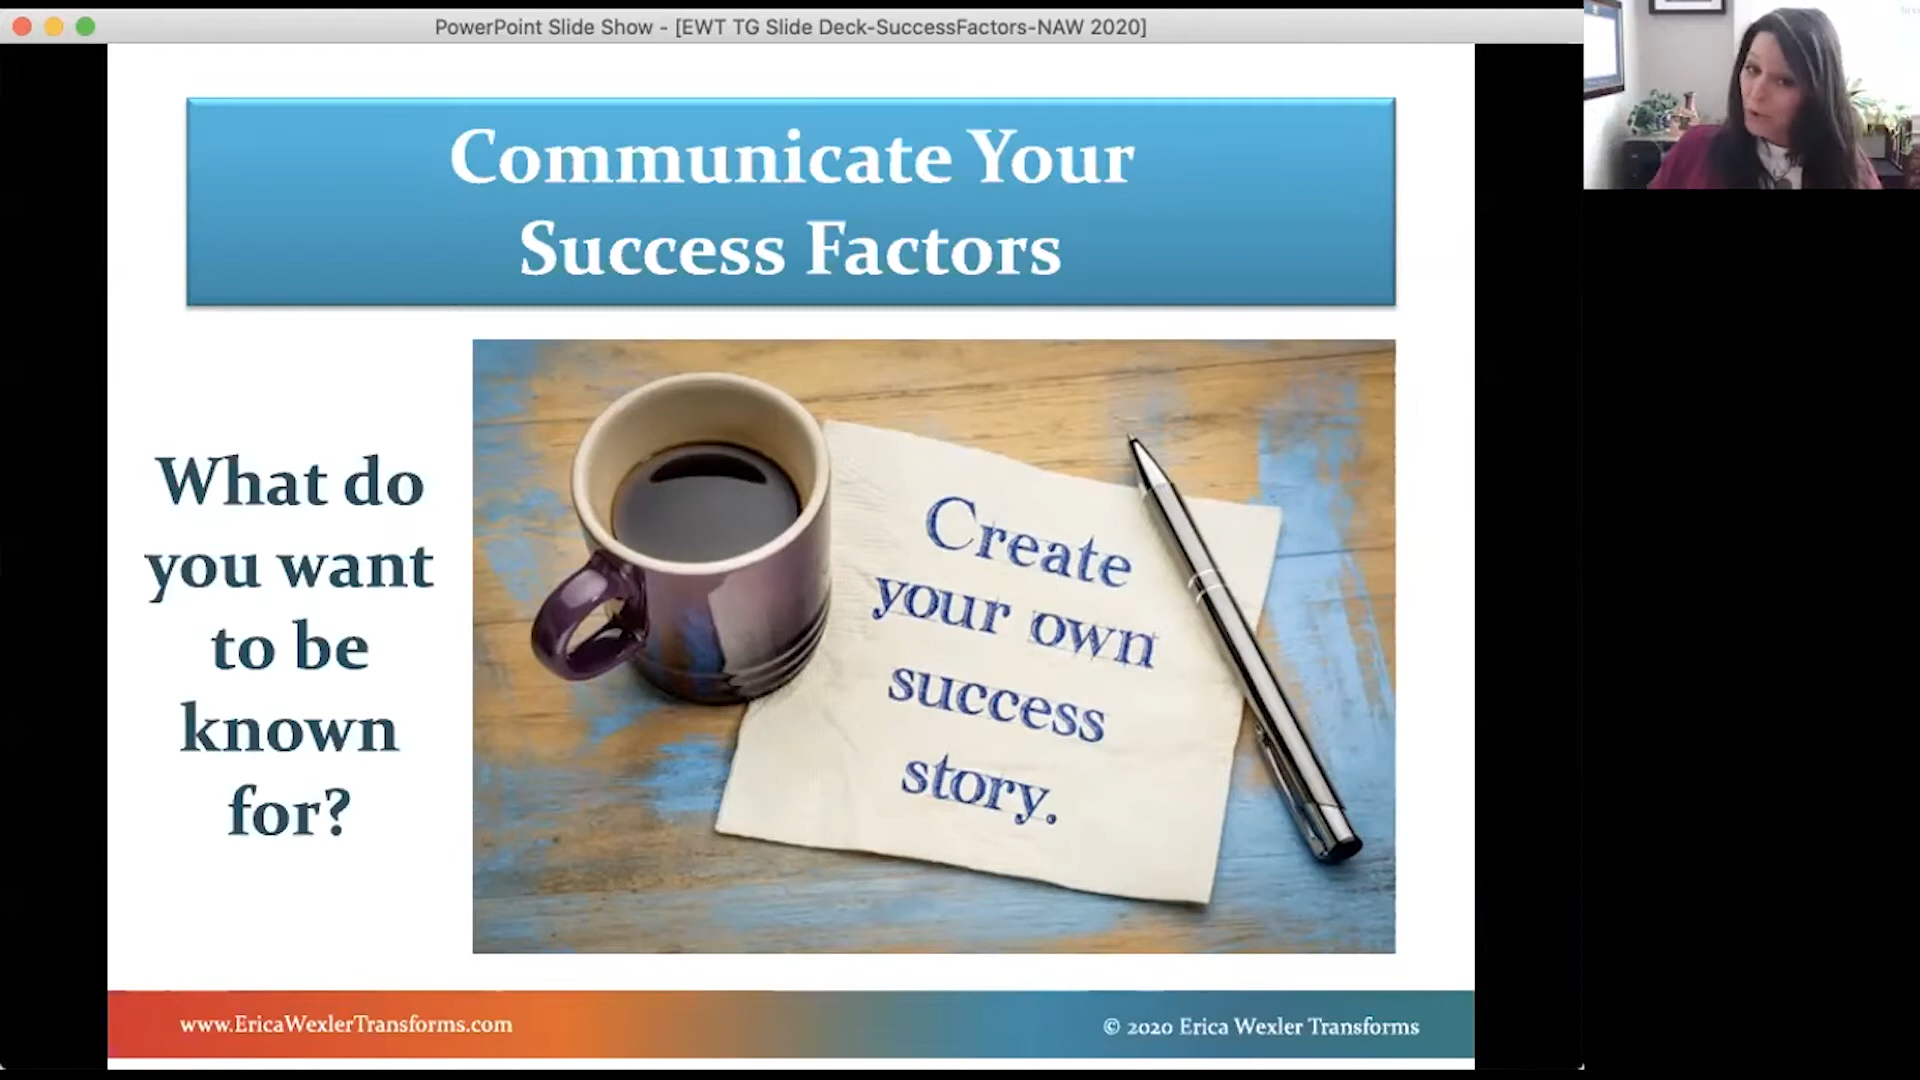 PowerPoint Slide Show - [EWT TG Slide Deck-SuccessFactors-NAW 2020]
Communicate Your
Success Factors
What do
you want
to be
known
for?
Create
your own
success
story.
www.EricaWexlerTransforms.com
© 2020 Erica Wexler Transforms